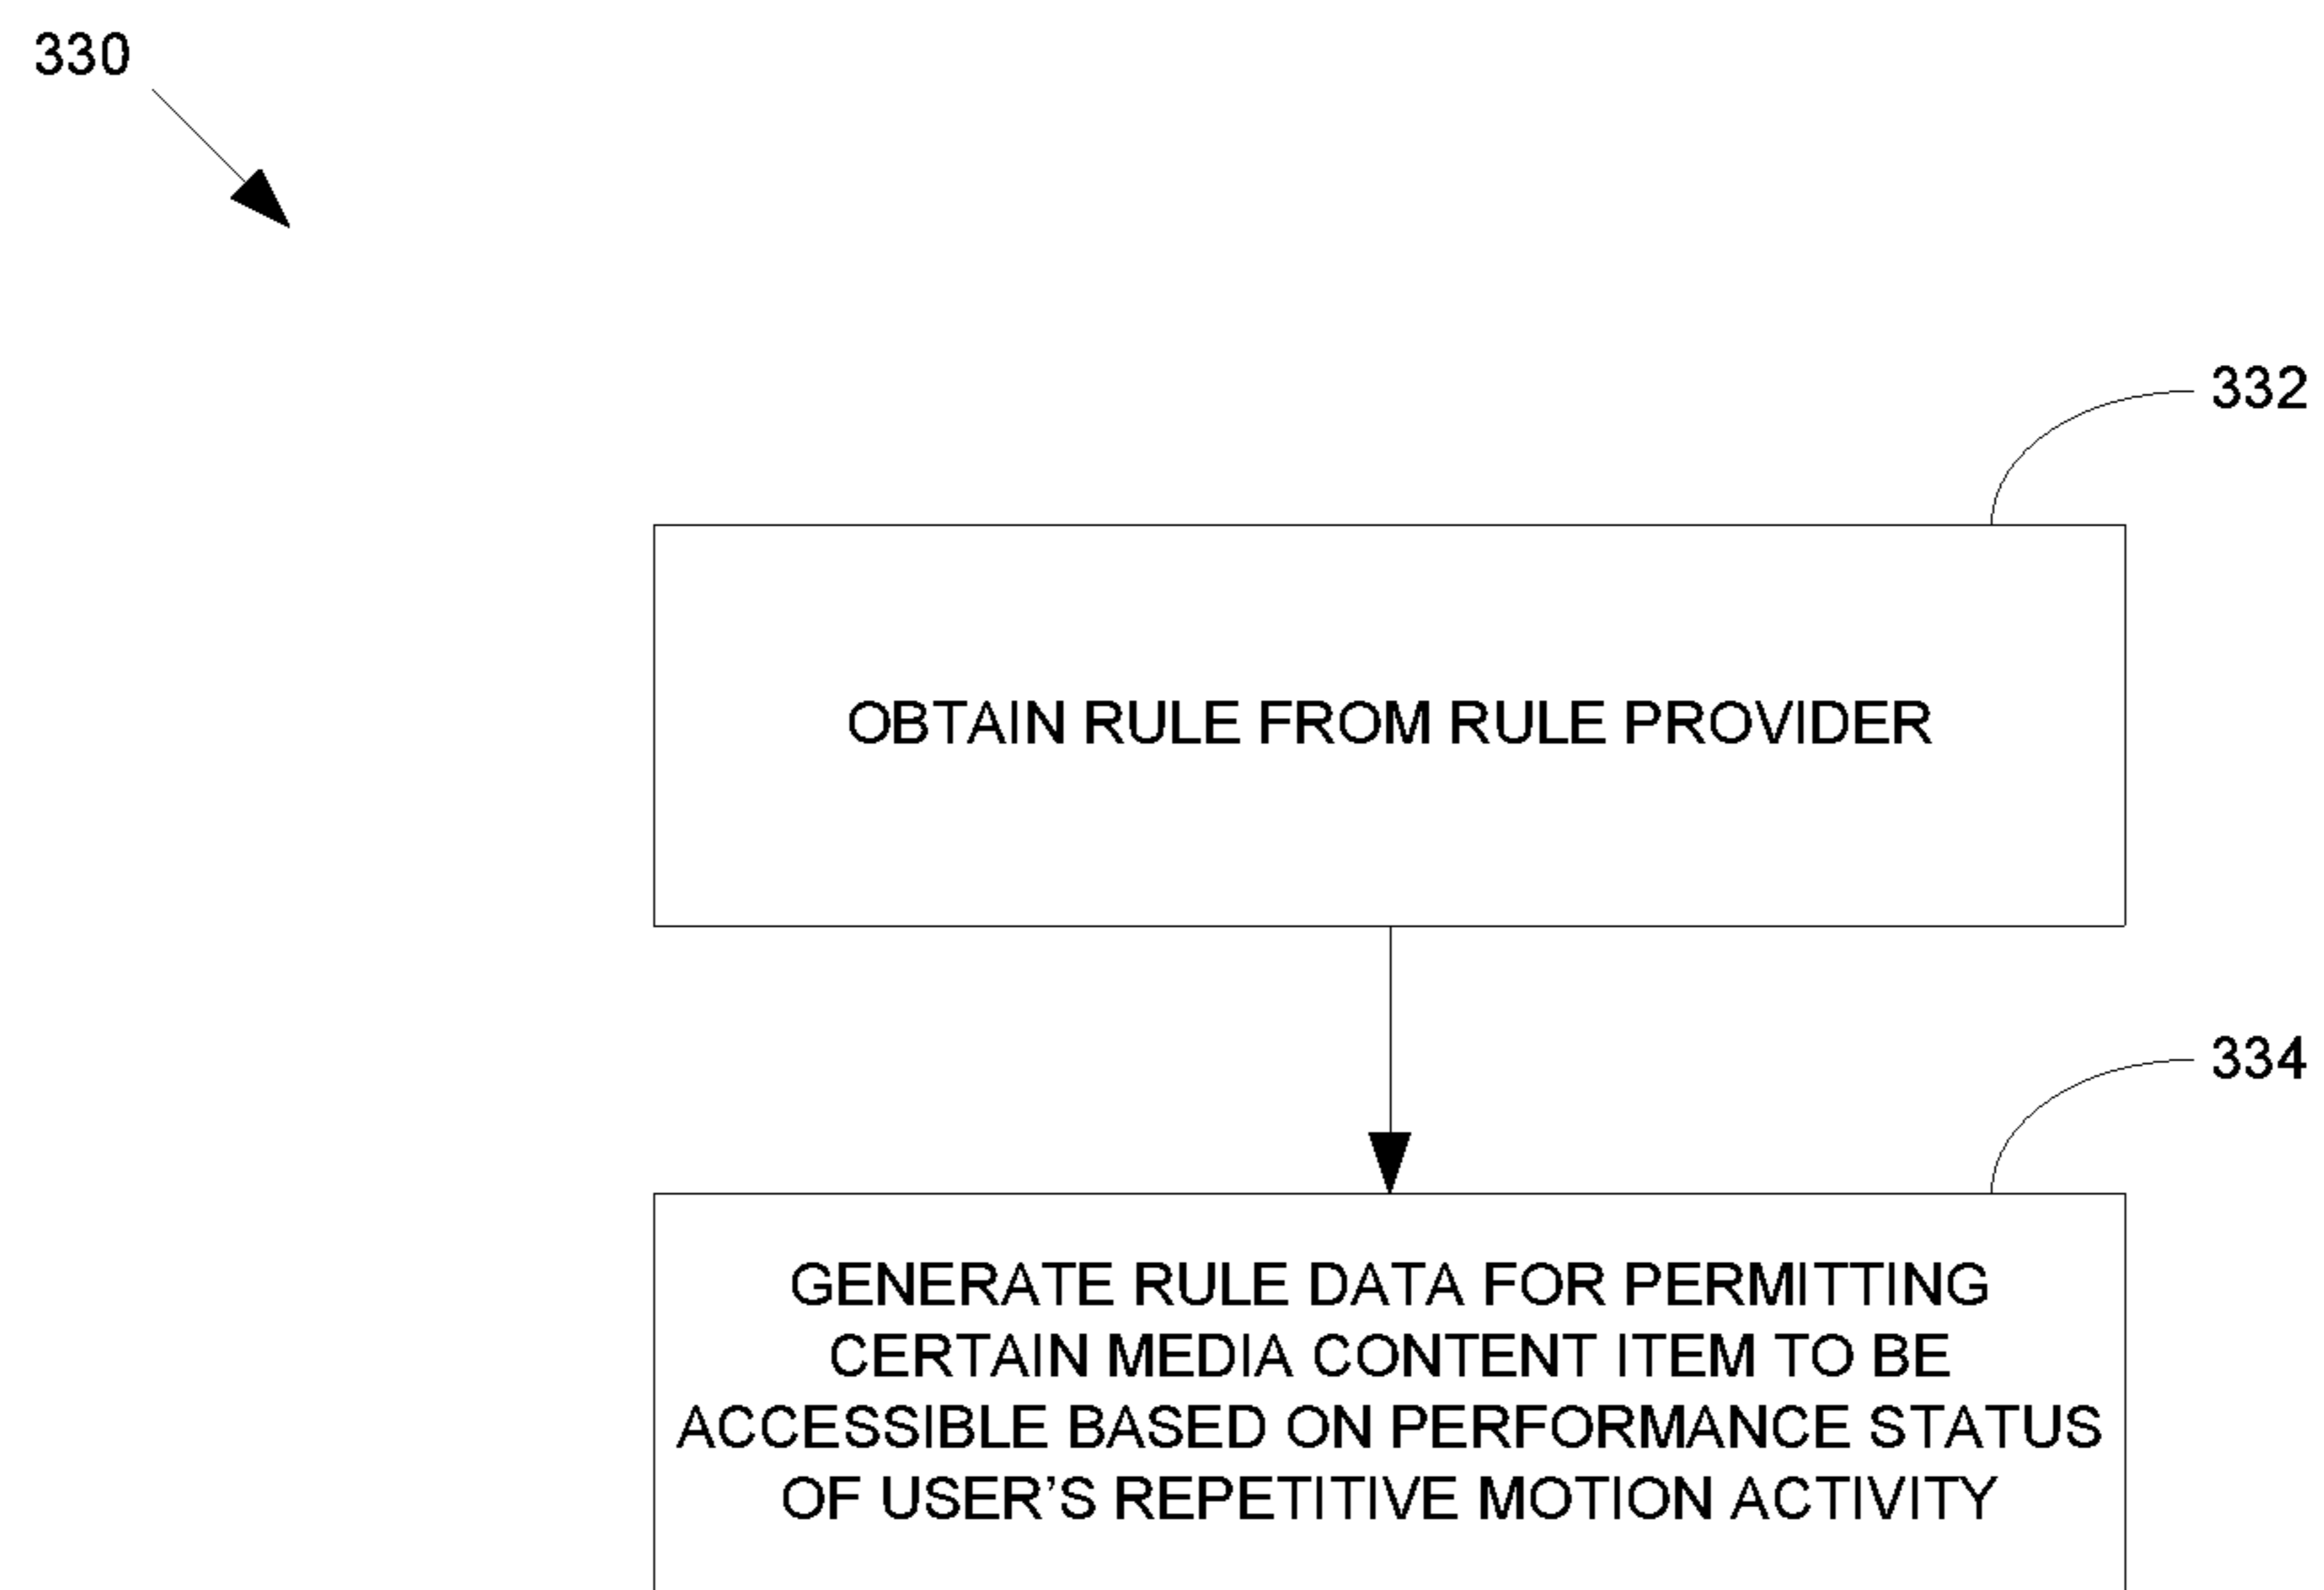 330
332
OBTAIN RULE FROM RULE PROVIDER
334
GENERATE RULE DATA FOR PERMITTING
CERTAIN MEDIA CONTENT ITEM TO BE
ACCESSIBLE BASED ON PERFORMANCE STATUS
OF USER’S REPETITIVE MOTION ACTIVITY